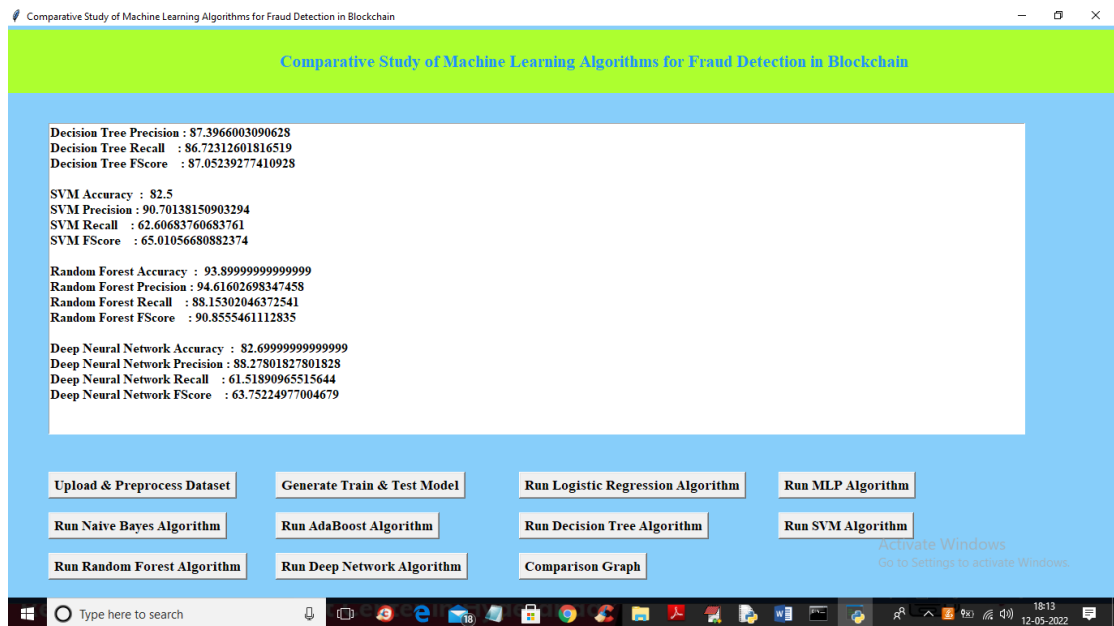 Comparative Study of Machine Learning Algorithms for Fraud Detection in Blockchain
Comparative Study of Machine Learning Algorithms for Fraud Detection in Blockchain
Decision Tree Precision : 87.3966003090628
Decision Tree Recall : 86.72312601816519
Decision Tree FScore : 87.05239277410928
SVM Accuracy : 82.5
SVM Precision : 90.70138150903294
SVM Recall : 62.60683760683761
SVM FScore : 65.01056680882374
Random Forest Accuracy : 93.89999999999999
Random Forest Precision : 94.61602698347458
Random Forest Recall : 88.15302046372541
Random Forest FScore : 90.8555461112835
Deep Neural Network Accuracy : 82.69999999999999
Deep Neural Network Precision : 88.27801827801828
Deep Neural Network Recall : 61.51890965515644
Deep Neural Network FScore : 63.75224977004679
Upload & Preprocess Dataset Generate Train & Test Model Run Logistic Regression Algorithm Run MLP Algorithm
Run Naive Bayes Algorithm Run AdaBoost Algorithm Run Decision Tree Algorithm Run SVM Algorithm
Activate Windows
Run Random Forest Algorithm Run Deep Network Algorithm Comparison Graph Go to Settings to activate Windows.
Type here to search 18 18:13
12-05-2022